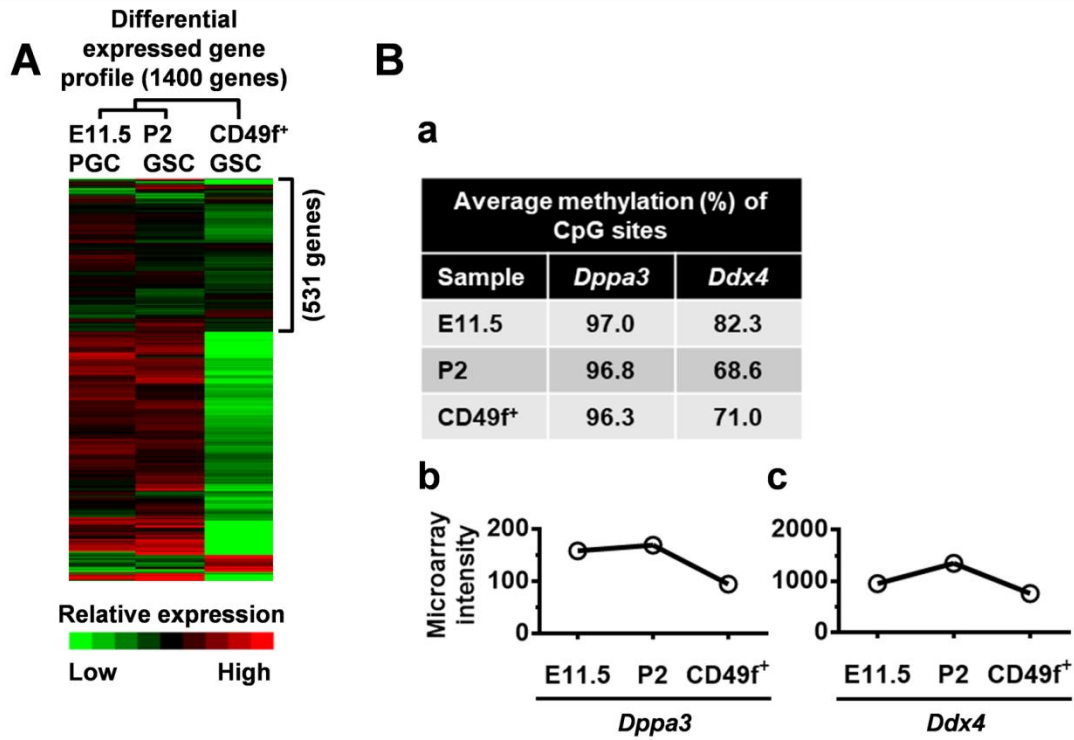 A
Differential
expressed gene
profile (1400 genes)
E11.5 P2 CD49f⁺
PGC GSC GSC
(531 genes)
Relative expression
Low High
B
a
Average methylation (%) of
CpG sites
Sample Dppa3 Ddx4
E11.5 97.0 82.3
P2 96.8 68.6
CD49f⁺ 96.3 71.0
b
Microarray
intensity
200
100
0
E11.5 P2 CD49f⁺
Dppa3
c
2000
1000
0
E11.5 P2 CD49f⁺
Ddx4